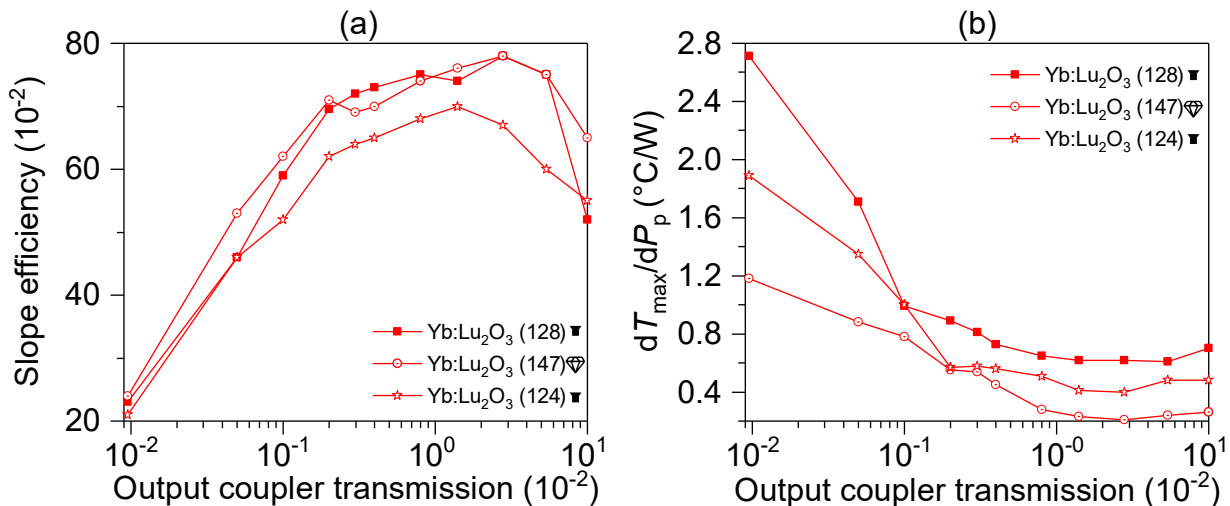 (a)
80
60
40
20
Slope efficiency (10⁻²)
Yb:Lu₂O₃ (128)
Yb:Lu₂O₃ (147)
Yb:Lu₂O₃ (124)
10⁻²
10⁻¹
10⁰
10¹
Output coupler transmission (10⁻²)
(b)
2.8
2.4
2.0
1.6
1.2
0.8
0.4
dTₘₐₓ/dPₚ (°C/W)
Yb:Lu₂O₃ (128)
Yb:Lu₂O₃ (147)
Yb:Lu₂O₃ (124)
10⁻²
10⁻¹
10⁻⁰
10¹
Output coupler transmission (10⁻²)